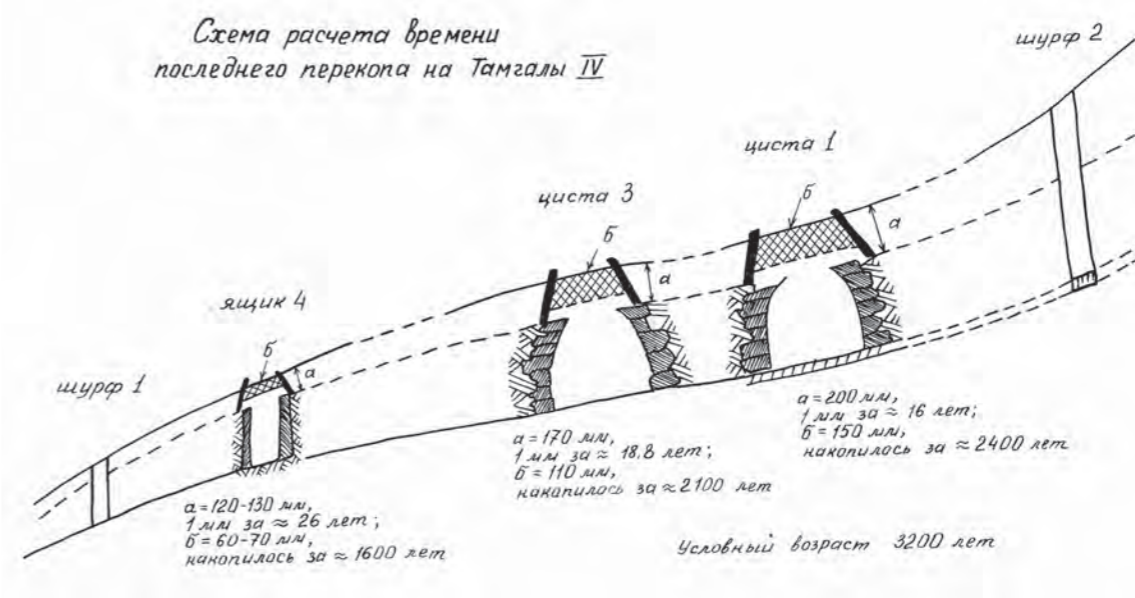 Схема расчета времени
последнего перекопа на Тамгалы IV
шурф 2
циста 1
б
а
циста 3
б
а
ящик 4
б
а
шурф 1
а=200 мм,
1 мм за ≈ 16 лет;
б=150 мм,
накопилось за ≈ 2400 лет
а=170 мм,
1 мм за ≈ 18,8 лет;
б=110 мм,
накопилось за ≈ 2100 лет
а=120-130 мм,
1 мм за ≈ 26 лет;
б=60-70 мм,
накопилось за ≈ 1600 лет
Условный возраст 3200 лет